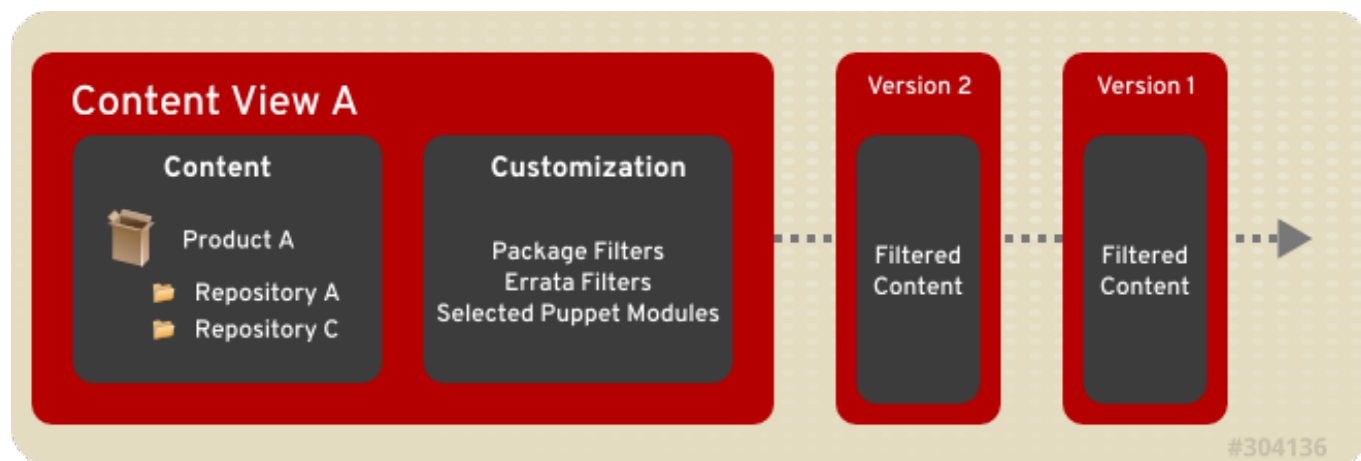 Content View A
Content
Product A
Repository A
Repository C
Customization
Package Filters
Errata Filters
Selected Puppet Modules
Version 2
Filtered
Content
Version 1
Filtered
Content
#304136